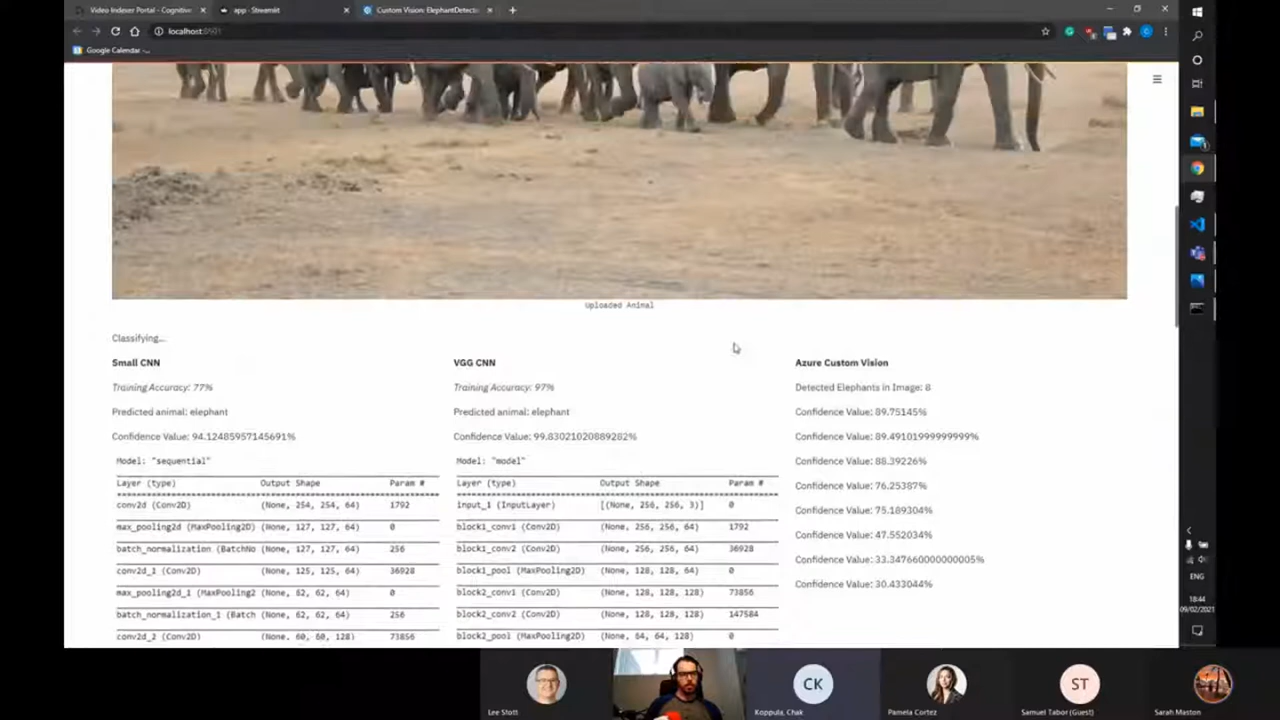 Video Indexer Portal - Cognitive
app · Streamlit
Custom Vision: ElephantDetecto
localhost:8501
Google Calendar -...
Uploaded Animal
Classifying...
Small CNN
Training Accuracy: 77%
Predicted animal: elephant
Confidence Value: 94.12485957145691%
Model: "sequential"
Layer (type) Output Shape Param #
conv2d (Conv2D) (None, 254, 254, 64) 1792
max_pooling2d (MaxPooling2D) (None, 127, 127, 64) 0
batch_normalization (BatchNo (None, 127, 127, 64) 256
conv2d_1 (Conv2D) (None, 125, 125, 64) 36928
max_pooling2d_1 (MaxPooling2 (None, 62, 62, 64) 0
batch_normalization_1 (Batch (None, 62, 62, 64) 256
conv2d_2 (Conv2D) (None, 60, 60, 128) 73856
VGG CNN
Training Accuracy: 97%
Predicted animal: elephant
Confidence Value: 99.83021020889282%
Model: "model"
Layer (type) Output Shape Param #
input_1 (InputLayer) [(None, 256, 256, 3)] 0
block1_conv1 (Conv2D) (None, 256, 256, 64) 1792
block1_conv2 (Conv2D) (None, 256, 256, 64) 36928
block1_pool (MaxPooling2D) (None, 128, 128, 64) 0
block2_conv1 (Conv2D) (None, 128, 128, 128) 73856
block2_conv2 (Conv2D) (None, 128, 128, 128) 147584
block2_pool (MaxPooling2D) (None, 64, 64, 128) 0
Azure Custom Vision
Detected Elephants in Image: 8
Confidence Value: 89.75145%
Confidence Value: 89.49101999999999%
Confidence Value: 88.39226%
Confidence Value: 76.25387%
Confidence Value: 75.189304%
Confidence Value: 47.552034%
Confidence Value: 33.347660000000005%
Confidence Value: 30.433044%
ENG
18:44
09/02/2021
Lee Stott
CK
Koppula, Chak
Pamela Cortez
ST
Samuel Tabor (Guest)
Sarah Maston